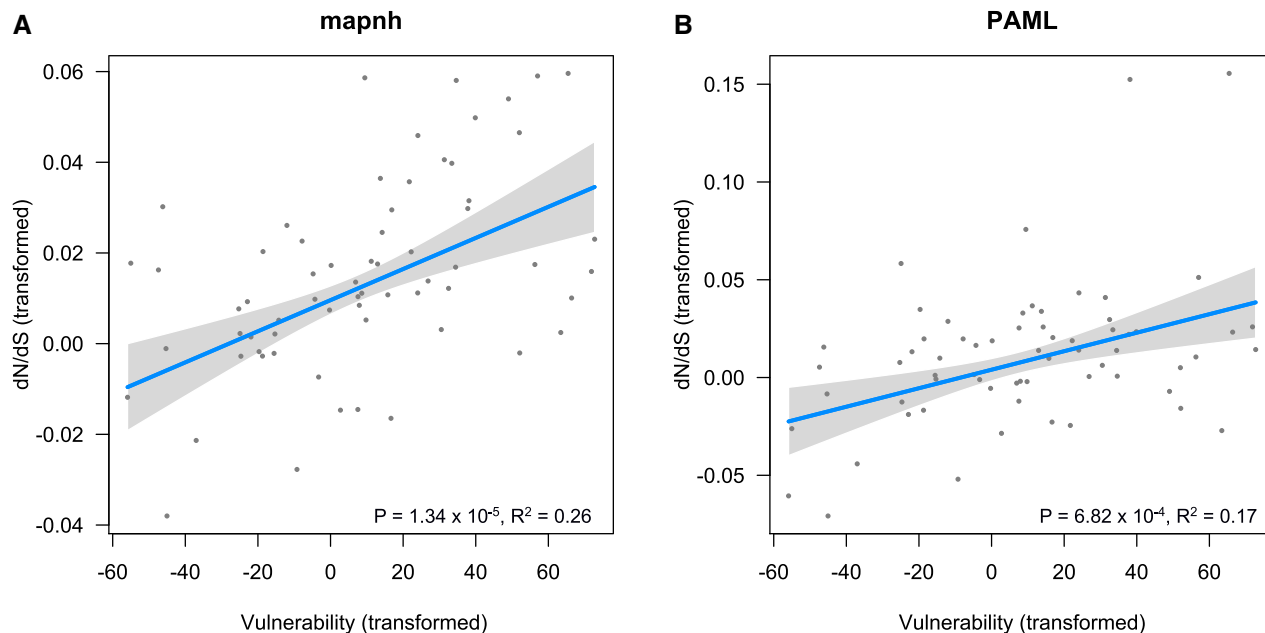 A
mapnh
dN/dS (transformed)
0.06
0.04
0.02
0.00
-0.02
-0.04
P = 1.34 x 10⁻⁵, R² = 0.26
-60 -40 -20 0 20 40 60
Vulnerability (transformed)
B
PAML
dN/dS (transformed)
0.15
0.10
0.05
0.00
-0.05
P = 6.82 x 10⁻⁴, R² = 0.17
-60 -40 -20 0 20 40 60
Vulnerability (transformed)